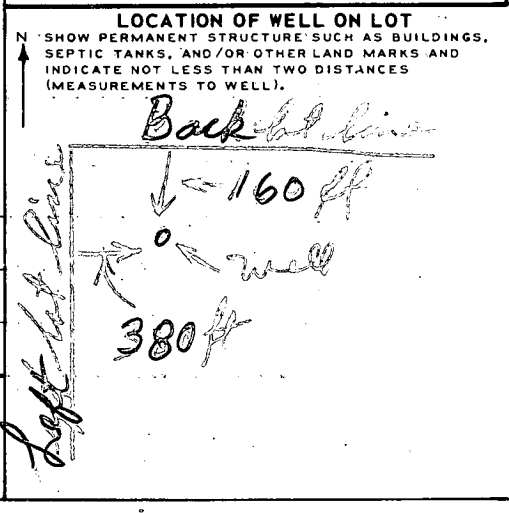 LOCATION OF WELL ON LOT
N SHOW PERMANENT STRUCTURE SUCH AS BUILDINGS,
SEPTIC TANKS, AND/OR OTHER LAND MARKS AND
INDICATE NOT LESS THAN TWO DISTANCES
(MEASUREMENTS TO WELL).
Back lot line
160 ft
well
380 ft
Left lot line